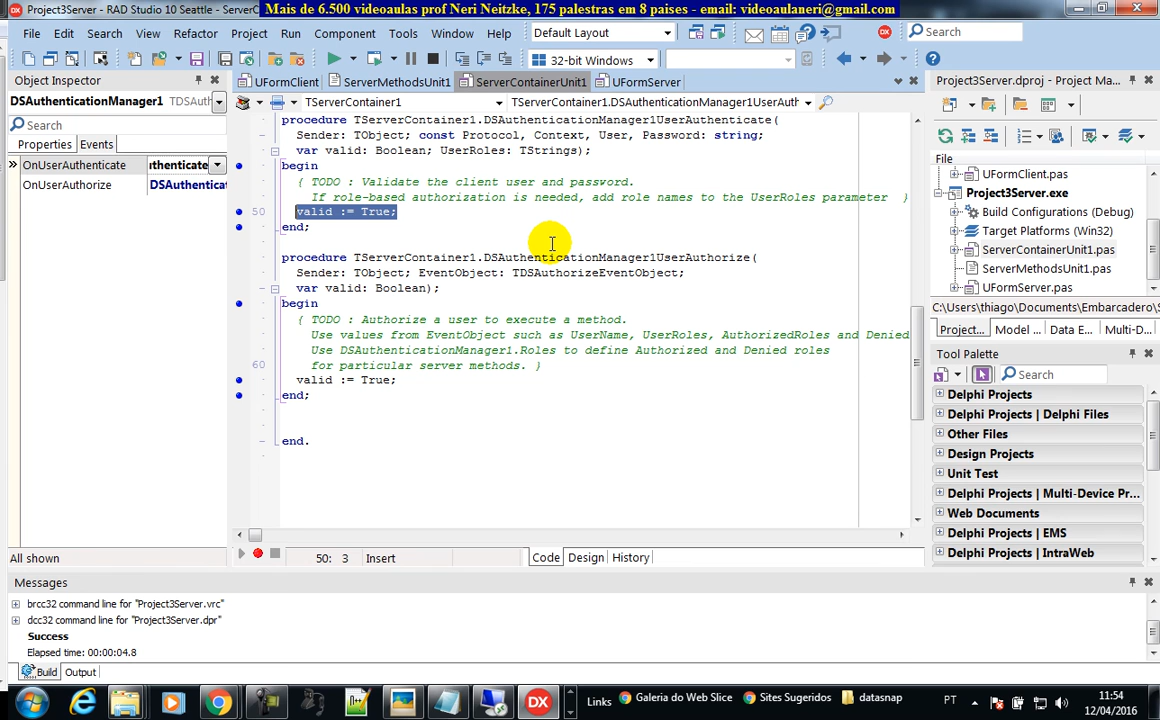 Project3Server - RAD Studio 10 Seattle - ServerC
Mais de 6.500 videoaulas prof Neri Neitzke, 175 palestras em 8 paises - email: videoaulaneri@gmail.com
File Edit Search View Refactor Project Run Component Tools Window Help
Default Layout
Search
32-bit Windows
Object Inspector
DSAuthenticationManager1 TDSAuth
Search
Properties Events
OnUserAuthenticate
OnUserAuthorize DSAuthenticat
All shown
UFormClient ServerMethodsUnit1 ServerContainerUnit1 UFormServer
TServerContainer1 TServerContainer1.DSAuthenticationManager1UserAuth
procedure TServerContainer1.DSAuthenticationManager1UserAuthenticate(
Sender: TObject; const Protocol, Context, User, Password: string;
var valid: Boolean; UserRoles: TStrings);
begin
{ TODO : Validate the client user and password.
If role-based authorization is needed, add role names to the UserRoles parameter }
50 valid := True;
end;
procedure TServerContainer1.DSAuthenticationManager1UserAuthorize(
Sender: TObject; EventObject: TDSAuthorizeEventObject;
var valid: Boolean);
begin
{ TODO : Authorize a user to execute a method.
Use values from EventObject such as UserName, UserRoles, AuthorizedRoles and Denied
Use DSAuthenticationManager1.Roles to define Authorized and Denied roles
60 for particular server methods. }
valid := True;
end;
end.
50: 3 Insert
Code Design History
Project3Server.dproj - Project Ma...
File
UFormClient.pas
Project3Server.exe
Build Configurations (Debug)
Target Platforms (Win32)
ServerContainerUnit1.pas
ServerMethodsUnit1.pas
UFormServer.pas
C:\Users\thiago\Documents\Embarcadero\S
Project... Model ... Data E... Multi-D...
Tool Palette
Search
Delphi Projects
Delphi Projects | Delphi Files
Other Files
Design Projects
Unit Test
Delphi Projects | Multi-Device Pr...
Web Documents
Delphi Projects | EMS
Delphi Projects | IntraWeb
Messages
brcc32 command line for "Project3Server.vrc"
dcc32 command line for "Project3Server.dpr"
Success
Elapsed time: 00:00:04.8
Build Output
Links Galeria do Web Slice Sites Sugeridos datasnap PT
11:54
12/04/2016